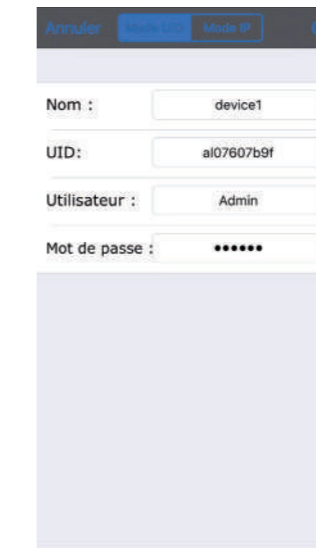 Annuler Mode UID Mode IP
Nom : device1
UID: al07607b9f
Utilisateur : Admin
Mot de passe : ••••••